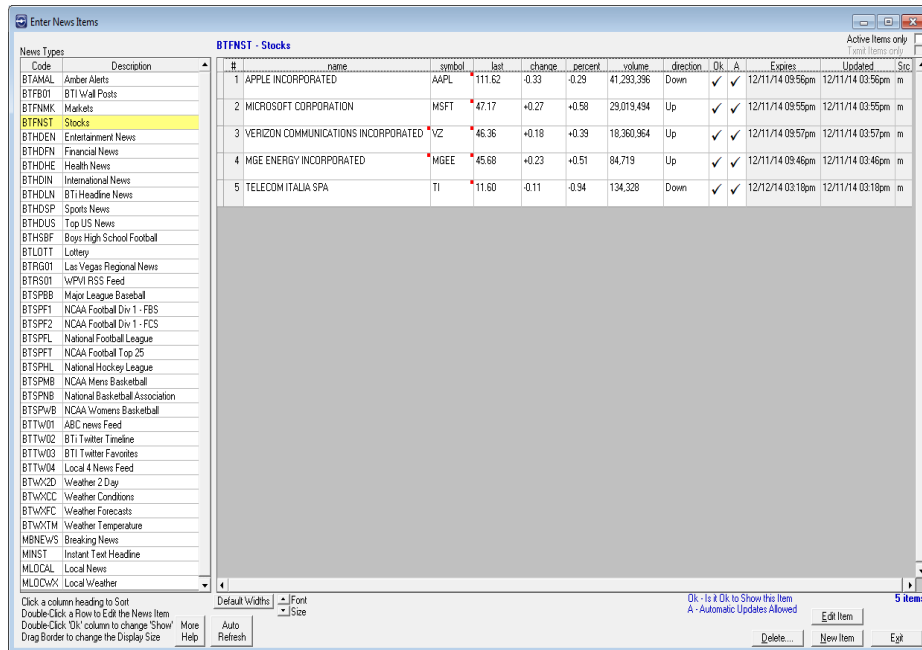 Enter News Items
News Types
BTFNST - Stocks
Active Items only
Txmit Items only
Code Description
# name symbol last change percent volume direction Ok A Expires Updated Src
BTAMAL Amber Alerts
BTFB01 BTI Wall Posts
BTFNMK Markets
BTFNST Stocks
BTHDEN Entertainment News
BTHDFN Financial News
BTHDHE Health News
BTHDIN International News
BTHDLN BTi Headline News
BTHDSP Sports News
BTHDUS Top US News
BTHSBF Boys High School Football
BTLOTT Lottery
BTRG01 Las Vegas Regional News
BTRS01 WPVI RSS Feed
BTSPBB Major League Baseball
BTSPF1 NCAA Football Div 1 - FBS
BTSPF2 NCAA Football Div 1 - FCS
BTSPFL National Football League
BTSPFT NCAA Football Top 25
BTSPHL National Hockey League
BTSPMB NCAA Mens Basketball
BTSPNB National Basketball Association
BTSPWB NCAA Womens Basketball
BTTW01 ABC news Feed
BTTW02 BTi Twitter Timeline
BTTW03 BTI Twitter Favorites
BTTW04 Local 4 News Feed
BTWX2D Weather 2 Day
BTWXCC Weather Conditions
BTWXFC Weather Forecasts
BTWXTM Weather Temperature
MBNEWS Breaking News
MINST Instant Text Headline
MLOCAL Local News
MLOCWX Local Weather
1 APPLE INCORPORATED AAPL 111.62 -0.33 -0.29 41,293,396 Down ✓ ✓ 12/11/14 09:56pm 12/11/14 03:56pm m
2 MICROSOFT CORPORATION MSFT 47.17 +0.27 +0.58 29,019,494 Up ✓ ✓ 12/11/14 09:55pm 12/11/14 03:55pm m
3 VERIZON COMMUNICATIONS INCORPORATED VZ 46.36 +0.18 +0.39 18,360,964 Up ✓ ✓ 12/11/14 09:57pm 12/11/14 03:57pm m
4 MGE ENERGY INCORPORATED MGEE 45.68 +0.23 +0.51 84,719 Up ✓ ✓ 12/11/14 09:46pm 12/11/14 03:46pm m
5 TELECOM ITALIA SPA TI 11.60 -0.11 -0.94 134,328 Down ✓ ✓ 12/12/14 03:18pm 12/11/14 03:18pm m
Click a column heading to Sort
Double-Click a Row to Edit the News Item
Double-Click 'Ok' column to change 'Show'
Drag Border to change the Display Size
More
Help
Default Widths
Font
Size
Auto
Refresh
Ok - Is it Ok to Show this Item
A - Automatic Updates Allowed
5 items
Edit Item
Delete....
New Item
Exit